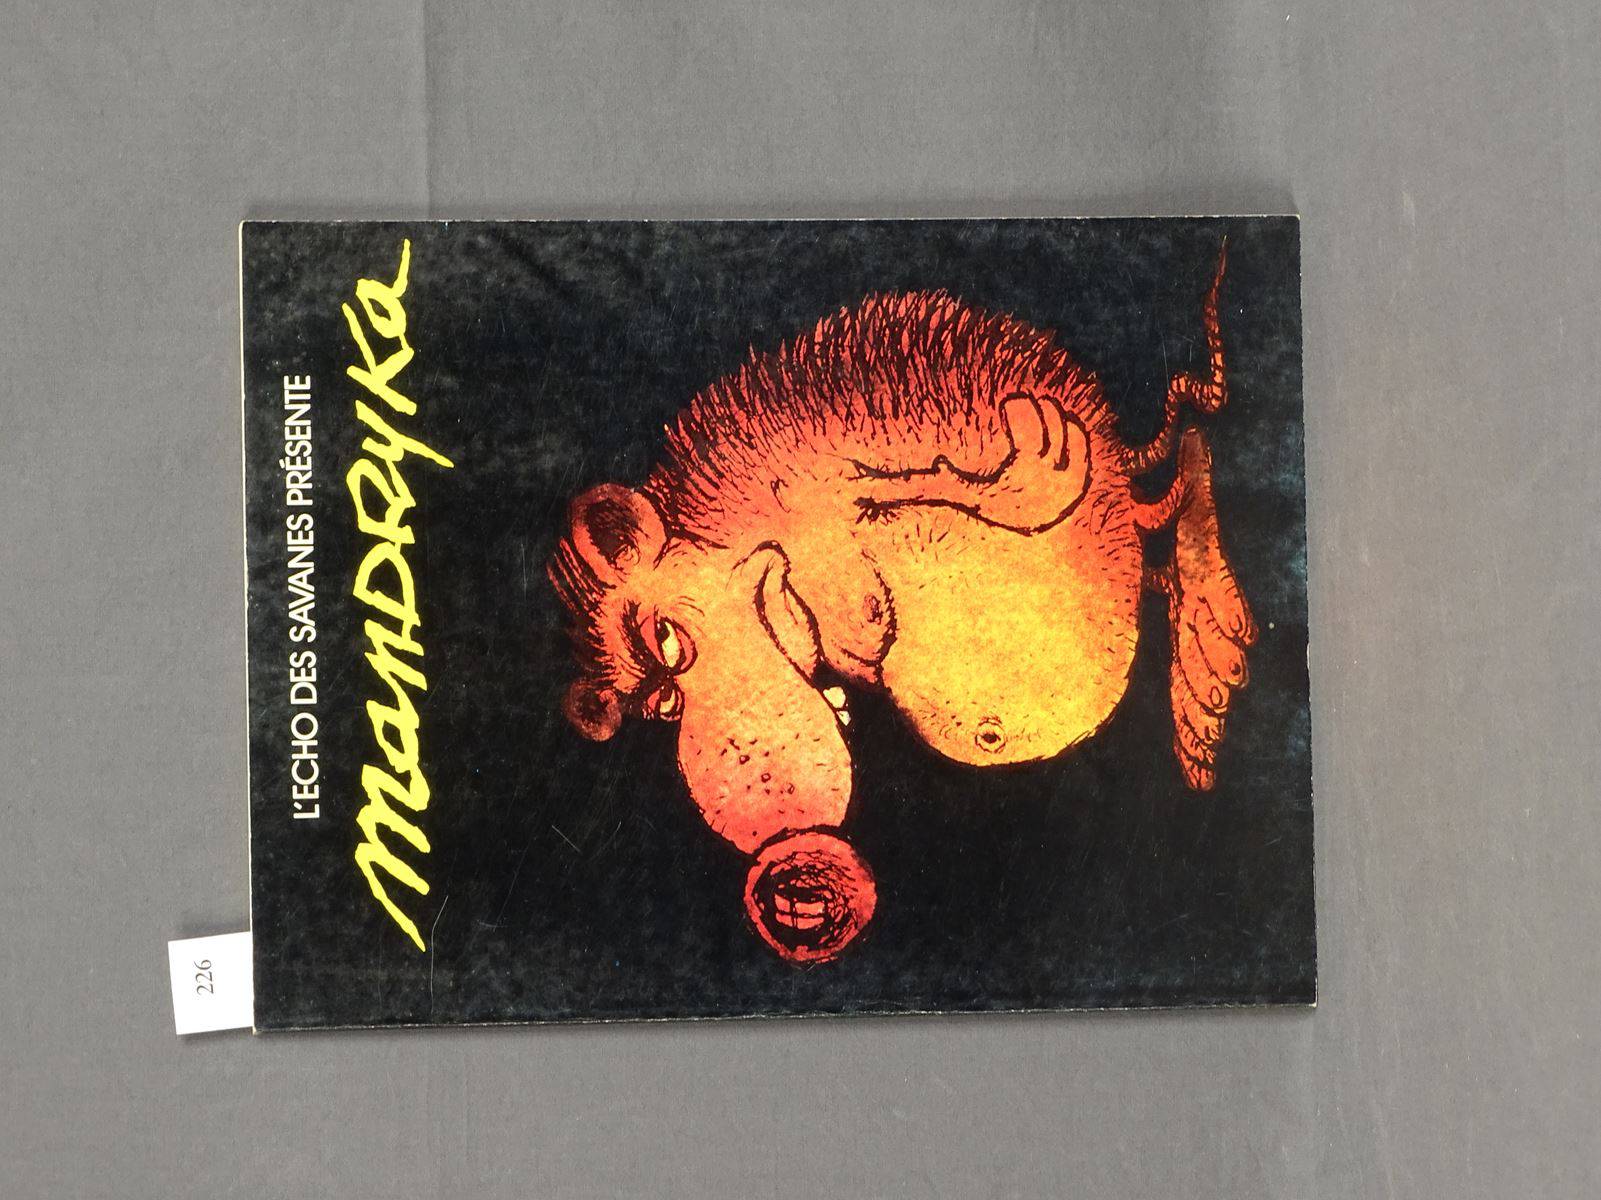 226
L'ECHO DES SAVANES PRÉSENTE
MANDRYKA